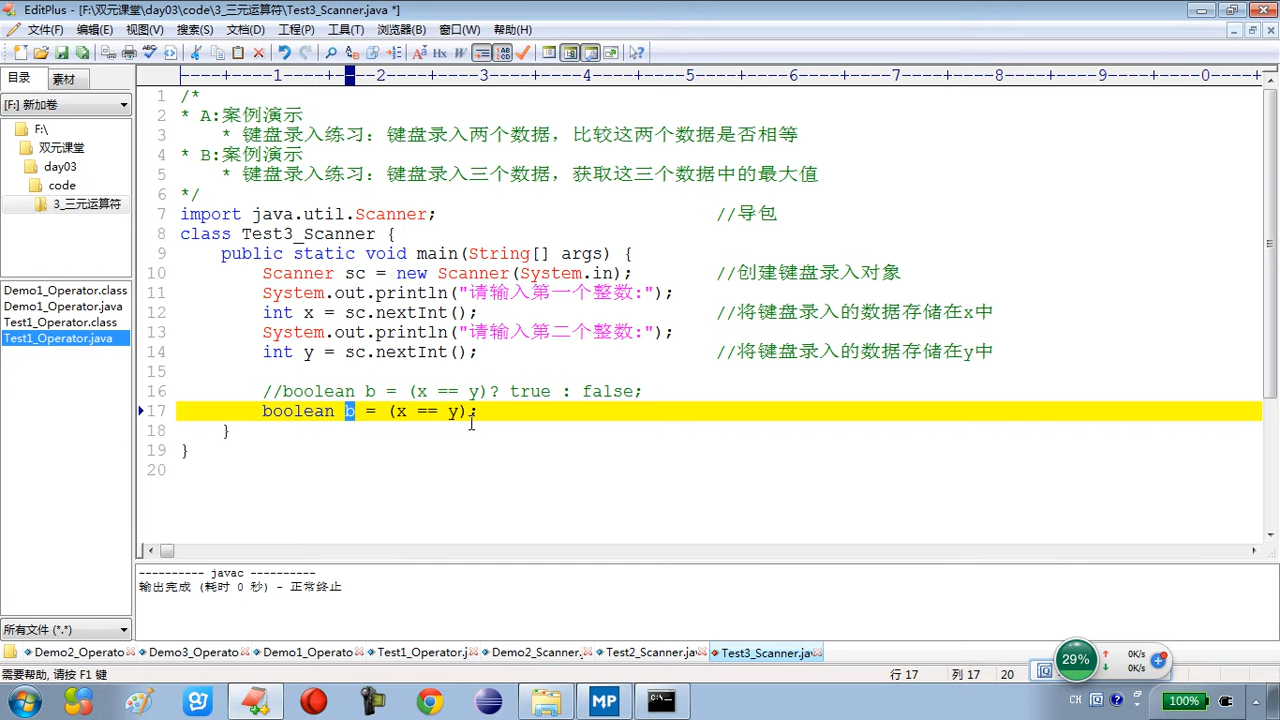 EditPlus - [F:\双元课堂\day03\code\3_三元运算符\Test3_Scanner.java *]
文件(F) 编辑(E) 视图(V) 搜索(S) 文档(D) 工程(P) 工具(T) 浏览器(B) 窗口(W) 帮助(H)
目录 素材
----+----1----+----2----+----3----+----4----+----5----+----6----+----7----+----8----+----9----+----0----+---
[F:] 新加卷
F:\
双元课堂
day03
code
3_三元运算符
Demo1_Operator.class
Demo1_Operator.java
Test1_Operator.class
Test1_Operator.java
所有文件 (*.*)
1 /*
2 * A:案例演示
3 * 键盘录入练习: 键盘录入两个数据，比较这两个数据是否相等
4 * B:案例演示
5 * 键盘录入练习: 键盘录入三个数据，获取这三个数据中的最大值
6 */
7 import java.util.Scanner; //导包
8 class Test3_Scanner {
9 public static void main(String[] args) {
10 Scanner sc = new Scanner(System.in); //创建键盘录入对象
11 System.out.println("请输入第一个整数:");
12 int x = sc.nextInt(); //将键盘录入的数据存储在x中
13 System.out.println("请输入第二个整数:");
14 int y = sc.nextInt(); //将键盘录入的数据存储在y中
15
16 //boolean b = (x == y)? true : false;
17 boolean b = (x == y);
18 }
19 }
20
---------- javac ----------
输出完成 (耗时 0 秒) - 正常终止
Demo2_Operato Demo3_Operato Demo1_Operato Test1_Operator.j Demo2_Scanner. Test2_Scanner.ja Test3_Scanner.jav
29% 0K/s
0K/s
需要帮助, 请按 F1 键 行 17 列 17 20
MP CH 100%